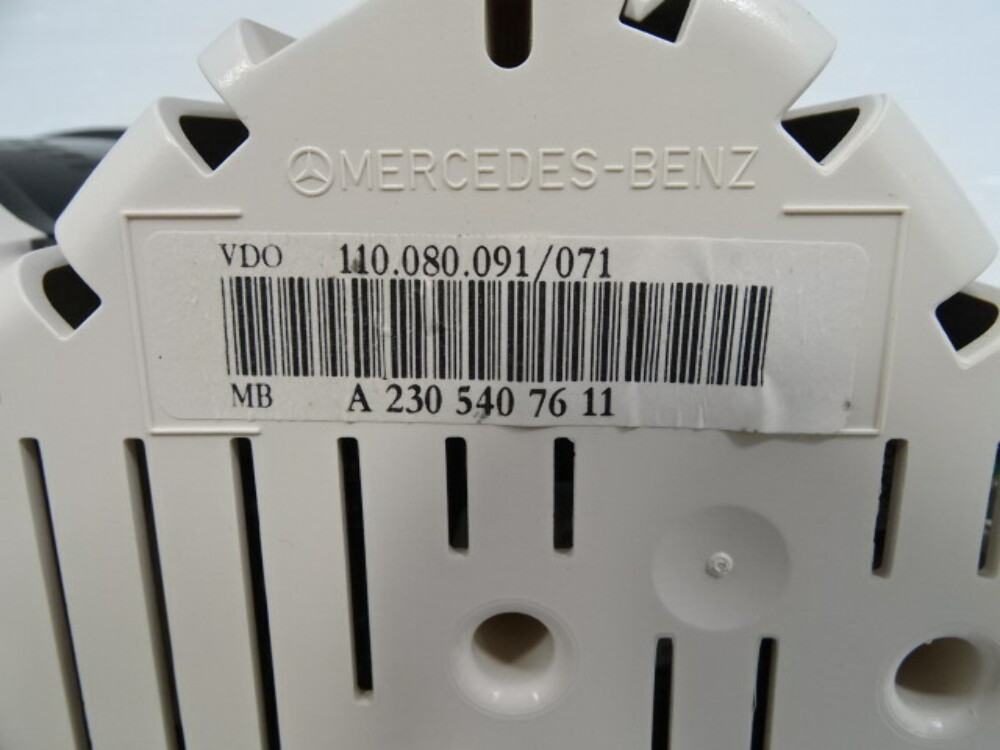 MERCEDES-BENZ
VDO 110.080.091/071
MB A 230 540 76 11